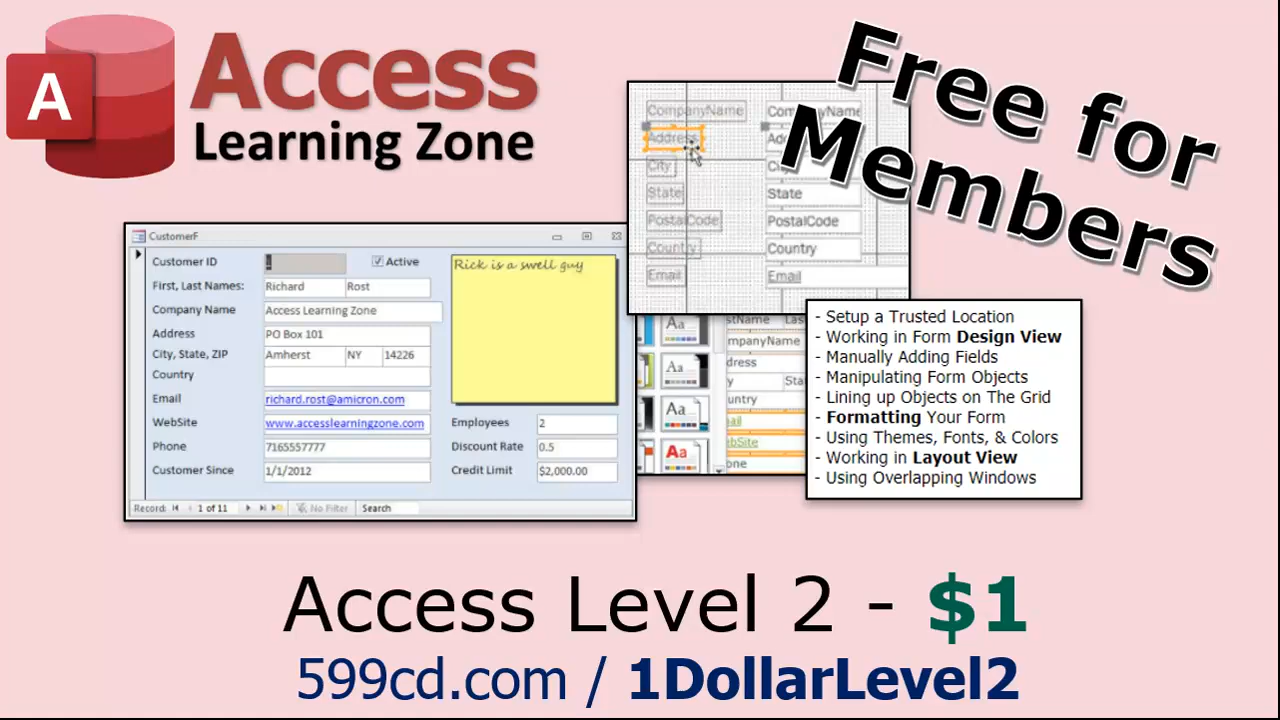 A
Access
Learning Zone
Free for
Members
CompanyName
Address
City
State
PostalCode
Country
Email
CompanyName
State
PostalCode
Country
Email
CustomerF
Customer ID
Active
First, Last Names:
Richard
Rost
Company Name
Access Learning Zone
Address
PO Box 101
City, State, ZIP
Amherst
NY
14226
Country
Email
richard.rost@amicron.com
WebSite
www.accesslearningzone.com
Phone
7165557777
Customer Since
1/1/2012
Rick is a swell guy
Employees
2
Discount Rate
0.5
Credit Limit
$2,000.00
Record:
1 of 11
No Filter
Search
Aa
Aa
Aa
Aa
- Setup a Trusted Location
- Working in Form Design View
- Manually Adding Fields
- Manipulating Form Objects
- Lining up Objects on The Grid
- Formatting Your Form
- Using Themes, Fonts, & Colors
- Working in Layout View
- Using Overlapping Windows
Access Level 2 - $1
599cd.com / 1DollarLevel2